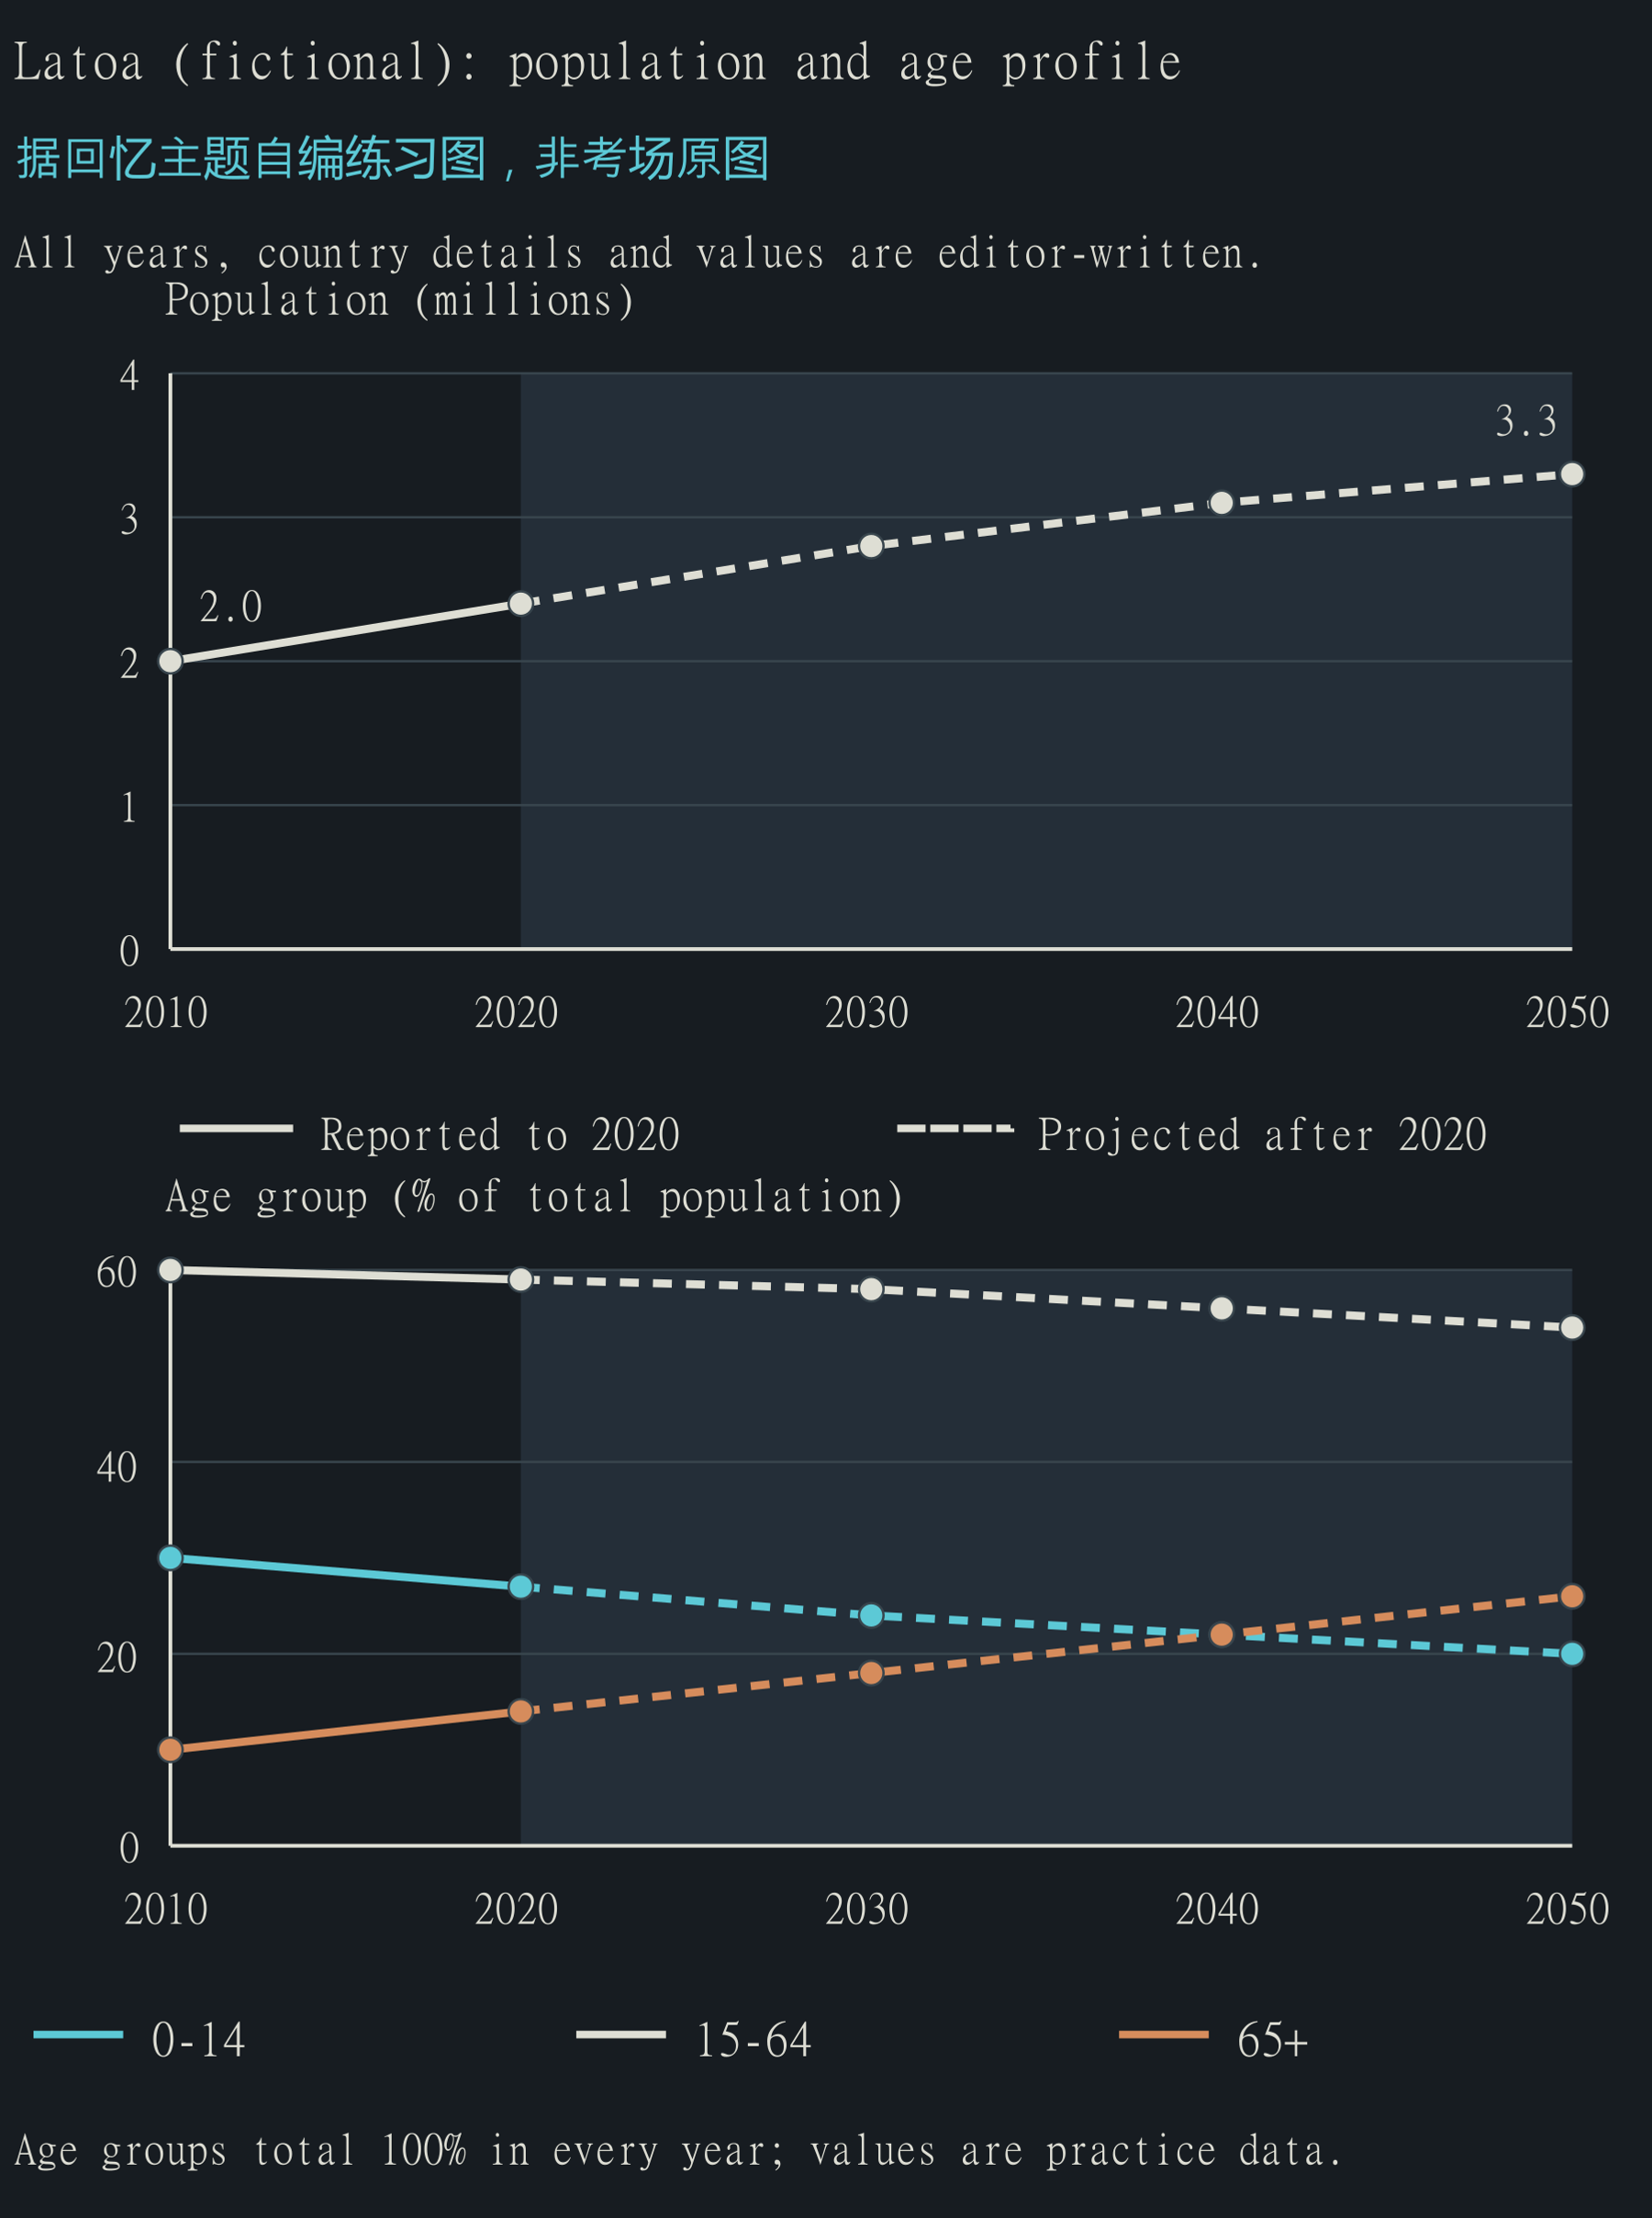 Latoa (fictional): population and age profile
据回忆主题自编练习图，非考场原图
All years, country details and values are editor-written.
Population (millions)
4
3.3
3
2.0
2
1
0
2010 2020 2030 2040 2050
Reported to 2020 Projected after 2020
Age group (% of total population)
60
40
20
0
2010 2020 2030 2040 2050
0-14 15-64 65+
Age groups total 100% in every year; values are practice data.